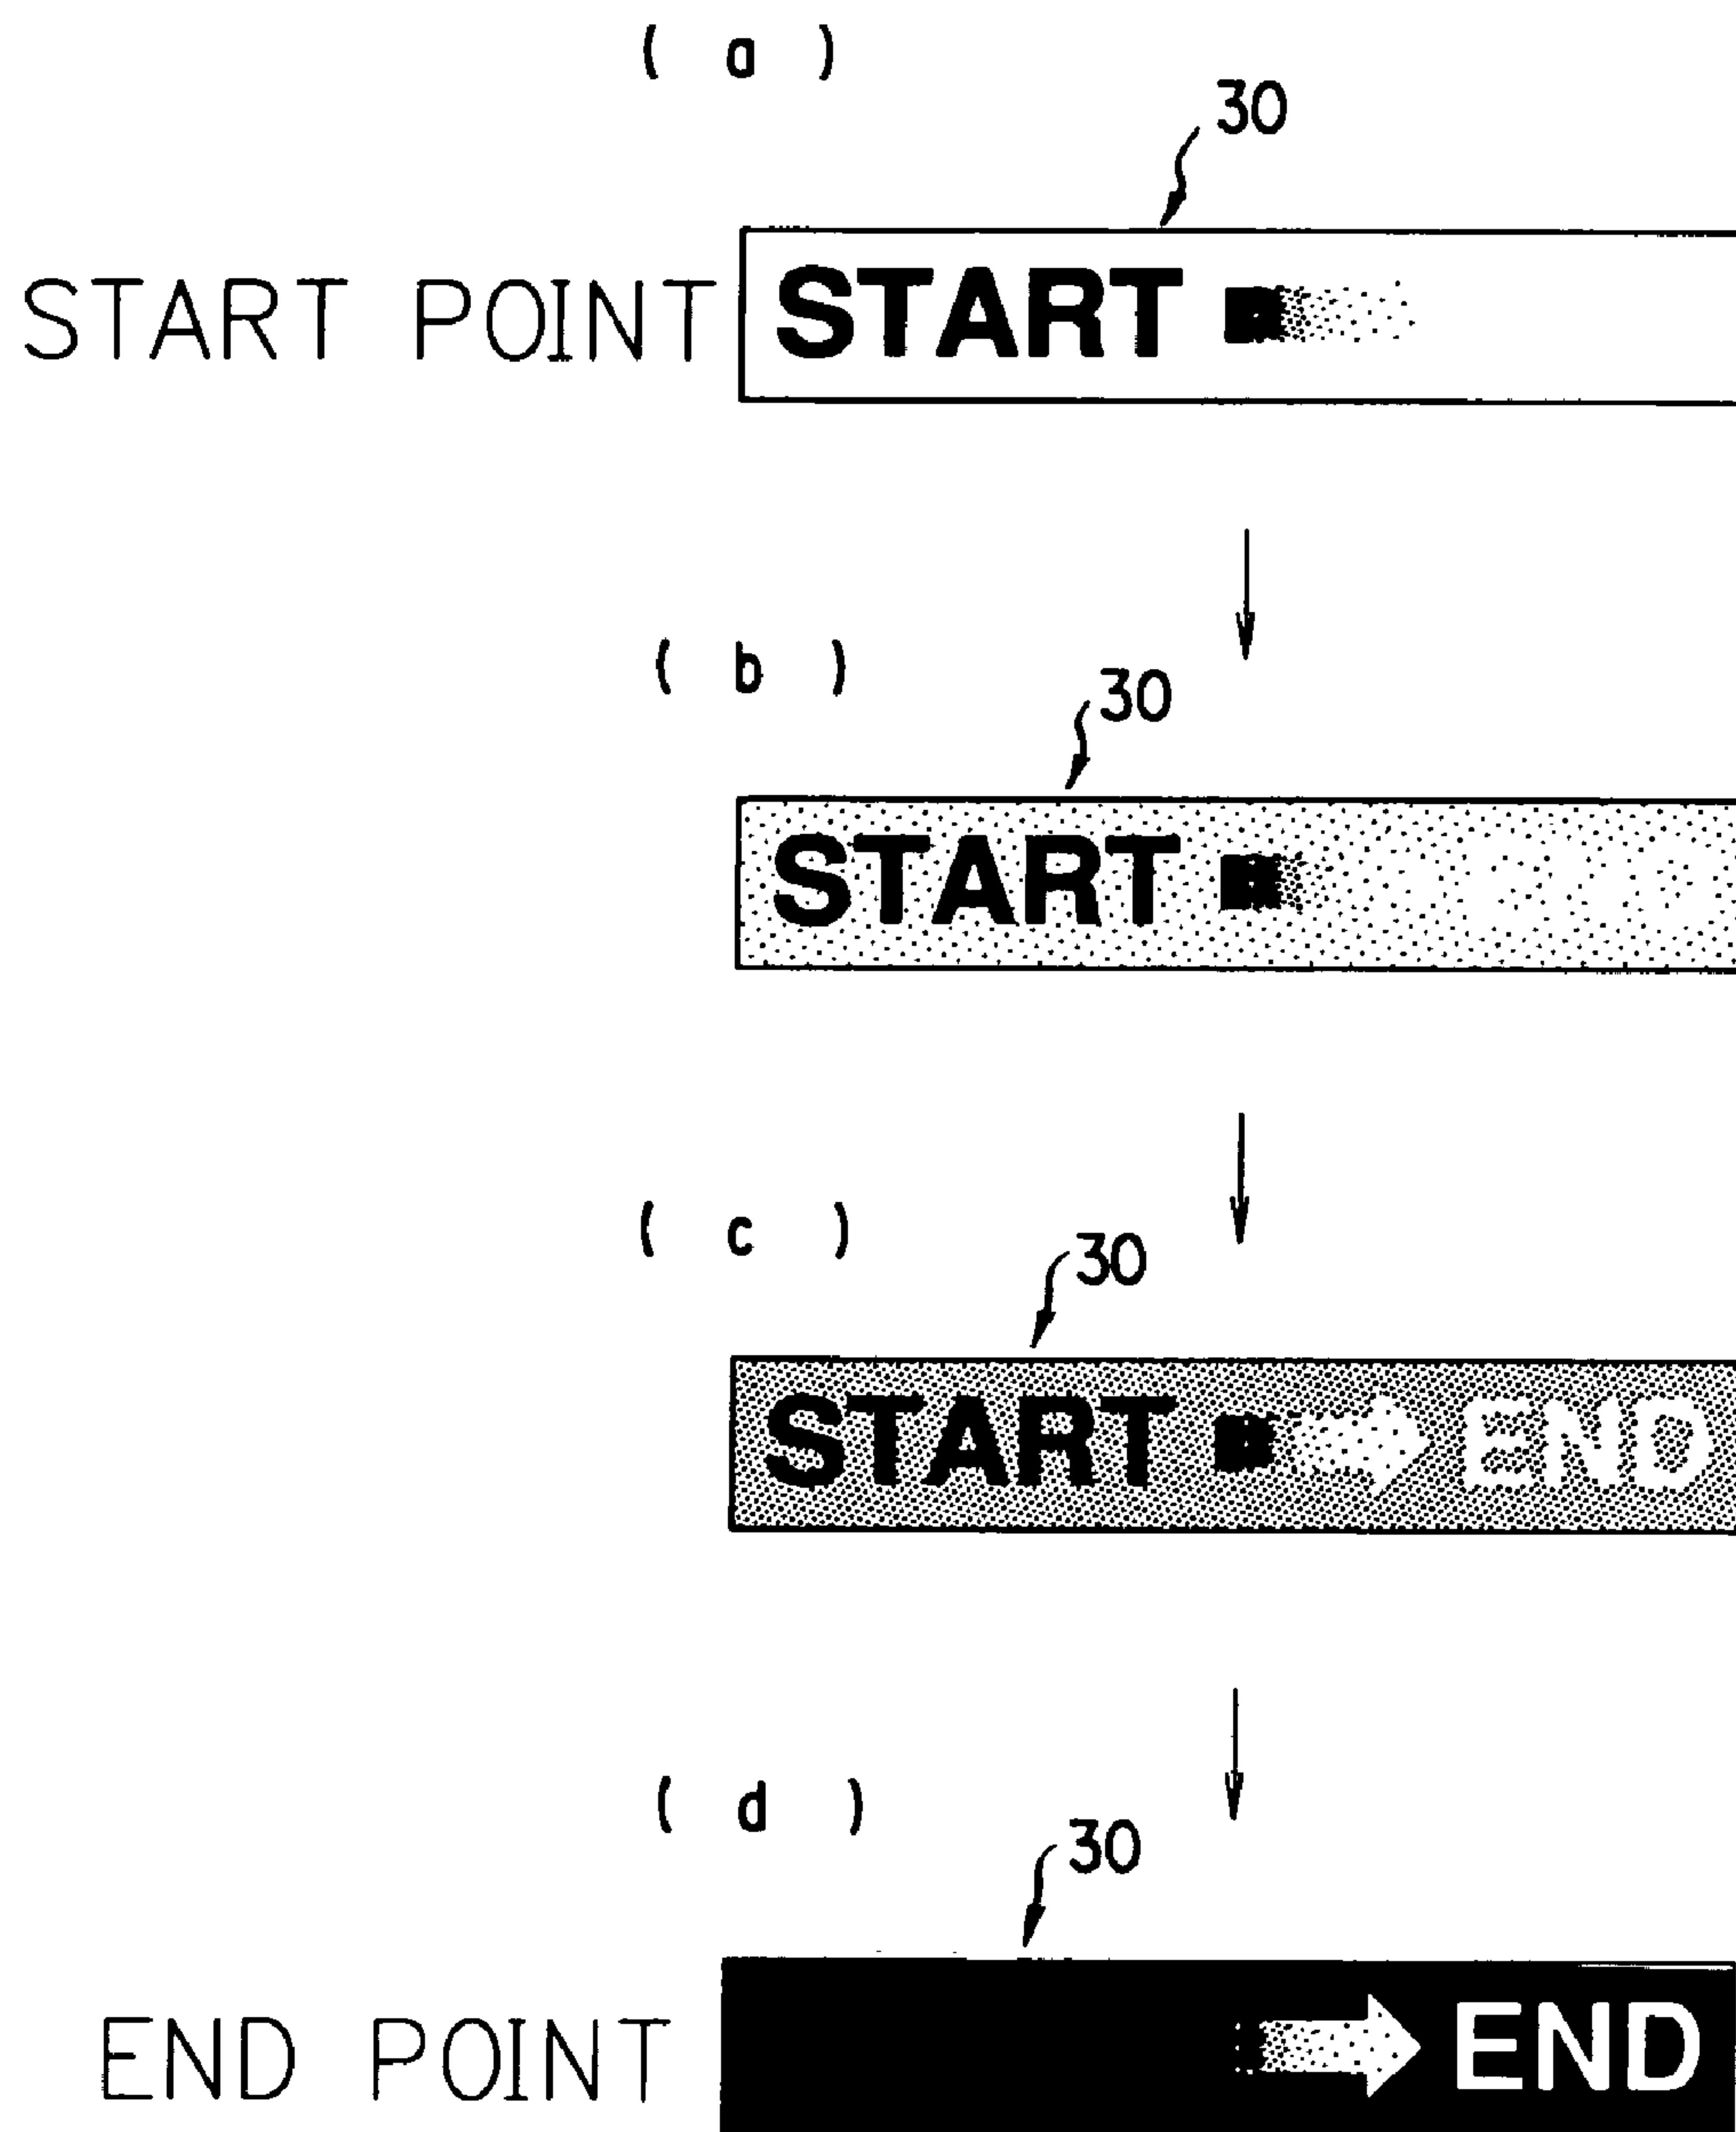 ( a )
30
START POINT START
( b )
30
START
( c )
30
START END
( d )
30
END POINT END